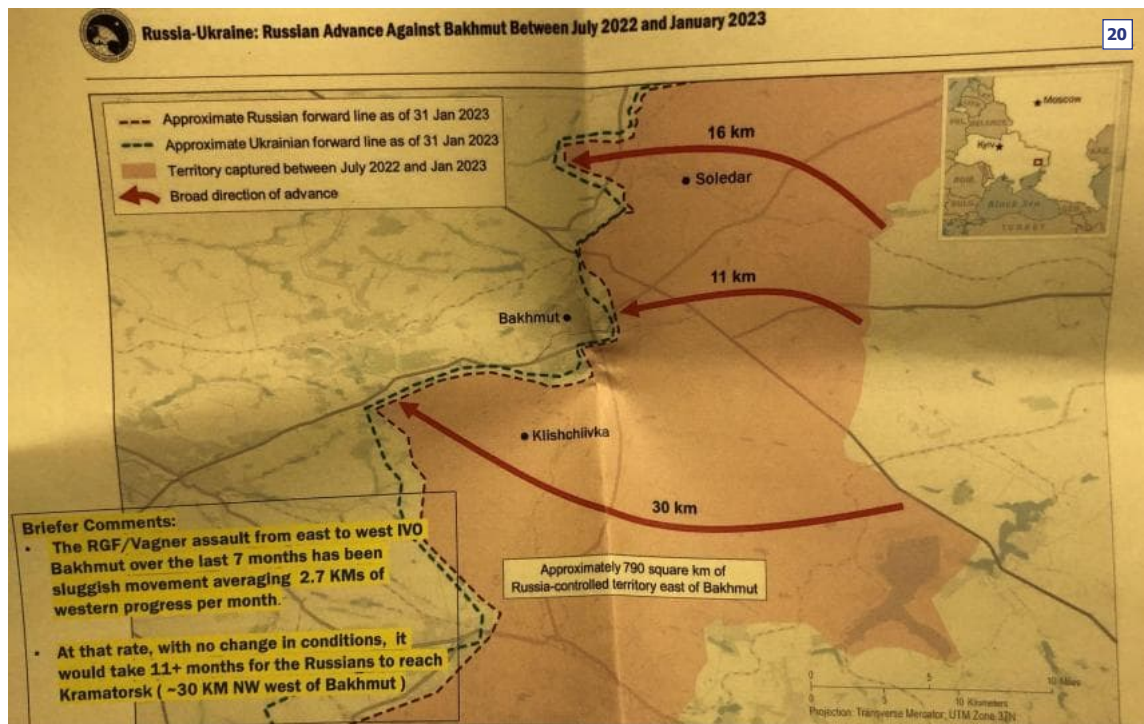 20
Russia-Ukraine: Russian Advance Against Bakhmut Between July 2022 and January 2023
Approximate Russian forward line as of 31 Jan 2023
Approximate Ukrainian forward line as of 31 Jan 2023
Territory captured between July 2022 and Jan 2023
Broad direction of advance
Moscow
BELARUS
Kyiv
Black Sea
TURKEY
16 km
Soledar
11 km
Bakhmut
Klishchiivka
30 km
Approximately 790 square km of
Russia-controlled territory east of Bakhmut
Briefer Comments:
• The RGF/Vagner assault from east to west IVO
Bakhmut over the last 7 months has been
sluggish movement averaging 2.7 KMs of
western progress per month.
• At that rate, with no change in conditions, it
would take 11+ months for the Russians to reach
Kramatorsk ( ~30 KM NW west of Bakhmut )
0 5 10 Miles
0 5 10 Kilometers
Projection: Transverse Mercator; UTM Zone 37N